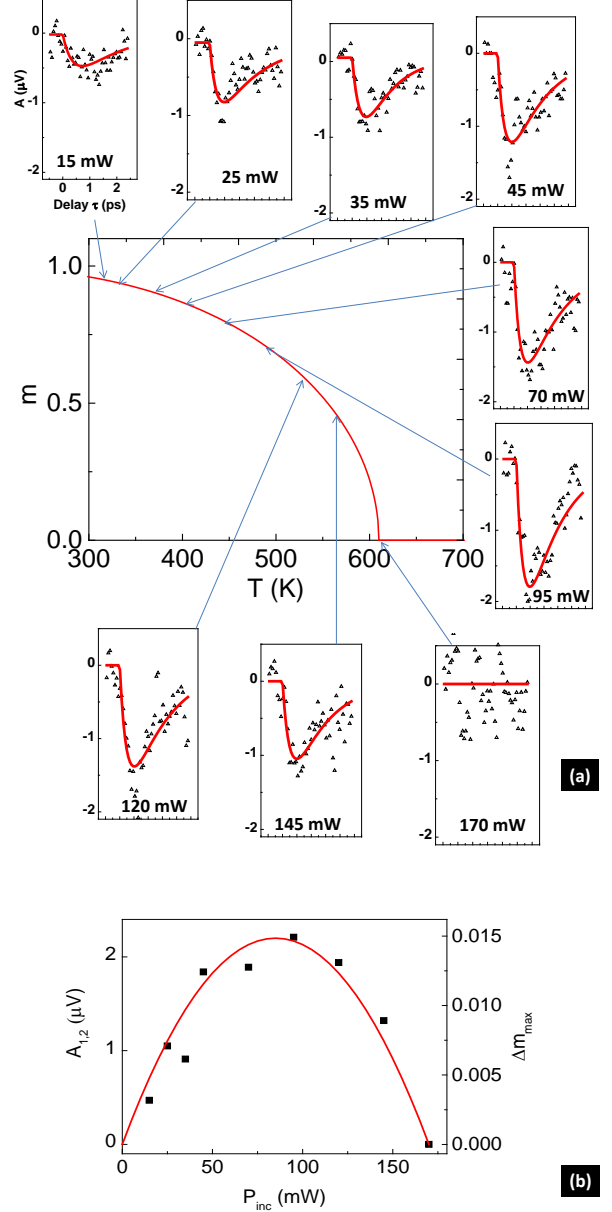 0
-1
-2
A (µV)
15 mW
0 1 2
Delay τ (ps)
0
-1
-2
25 mW
0
-1
-2
35 mW
0
-1
-2
45 mW
1.0
0.5
0.0
m
300 400 500 600 700
T (K)
0
-1
-2
70 mW
0
-1
-2
95 mW
0
-1
-2
120 mW
0
-1
-2
145 mW
0
-1
-2
170 mW
(a)
2
1
0
A1,2 (µV)
0.015
0.010
0.005
0.000
Δmmax
0 50 100 150
Pinc (mW)
(b)